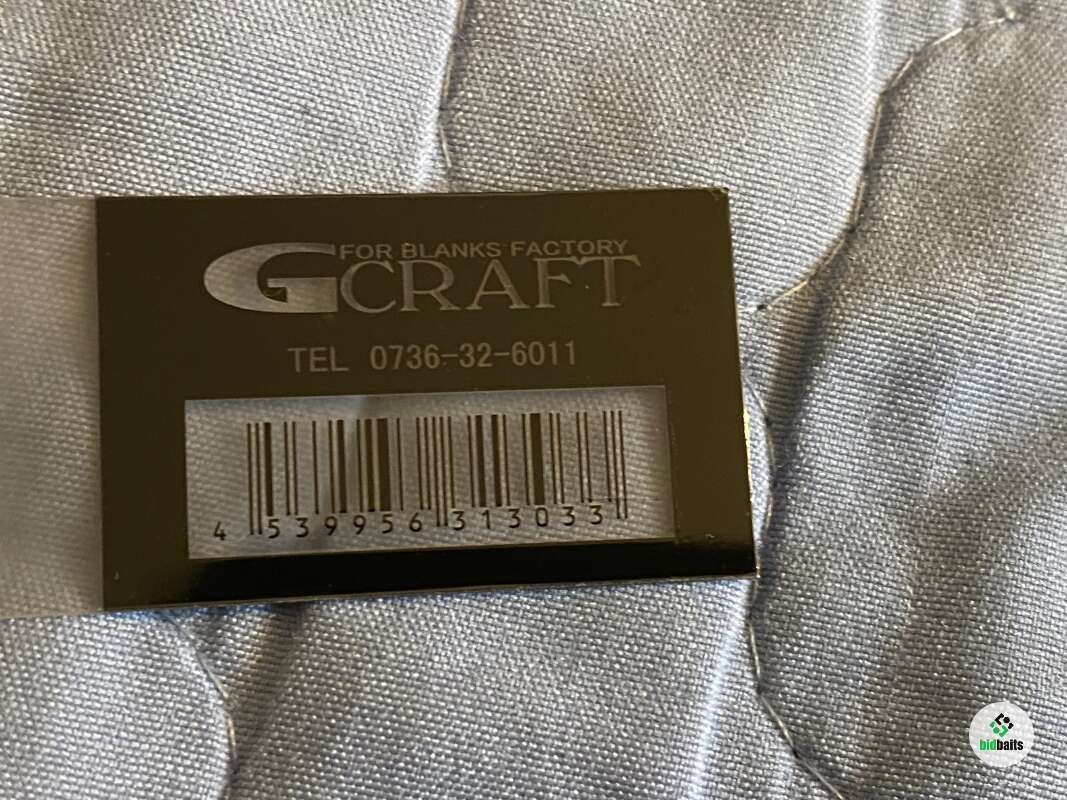 FOR BLANKS FACTORY
GCRAFT
TEL 0736-32-6011
4 539956 313033
bidbaits